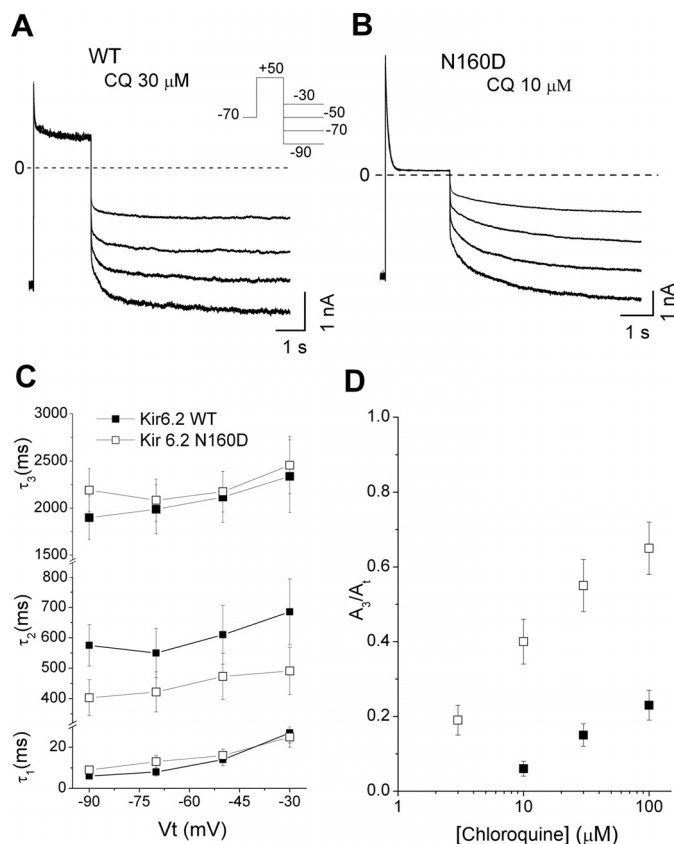 A
WT
CQ 30 μM
+50
-30
-70
-50
-70
-90
0
1 nA
1 s
B
N160D
CQ 10 μM
0
1 nA
1 s
C
Kir6.2 WT
Kir 6.2 N160D
τ3(ms)
3000
2500
2000
1500
τ2(ms)
800
700
600
500
400
τ1(ms)
20
0
-90 -75 -60 -45 -30
Vt (mV)
D
A3/At
1.0
0.8
0.6
0.4
0.2
0.0
1 10 100
[Chloroquine] (μM)